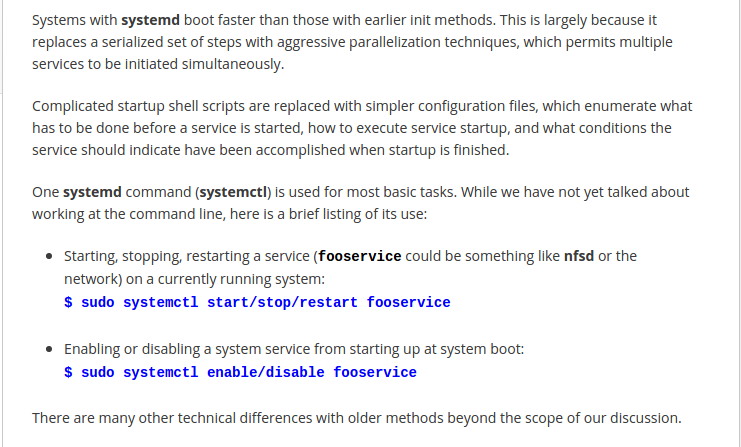 Systems with systemd boot faster than those with earlier init methods. This is largely because it
replaces a serialized set of steps with aggressive parallelization techniques, which permits multiple
services to be initiated simultaneously.
Complicated startup shell scripts are replaced with simpler configuration files, which enumerate what
has to be done before a service is started, how to execute service startup, and what conditions the
service should indicate have been accomplished when startup is finished.
One systemd command (systemctl) is used for most basic tasks. While we have not yet talked about
working at the command line, here is a brief listing of its use:
• Starting, stopping, restarting a service (fooservice could be something like nfsd or the
network) on a currently running system:
$ sudo systemctl start/stop/restart fooservice
• Enabling or disabling a system service from starting up at system boot:
$ sudo systemctl enable/disable fooservice
There are many other technical differences with older methods beyond the scope of our discussion.